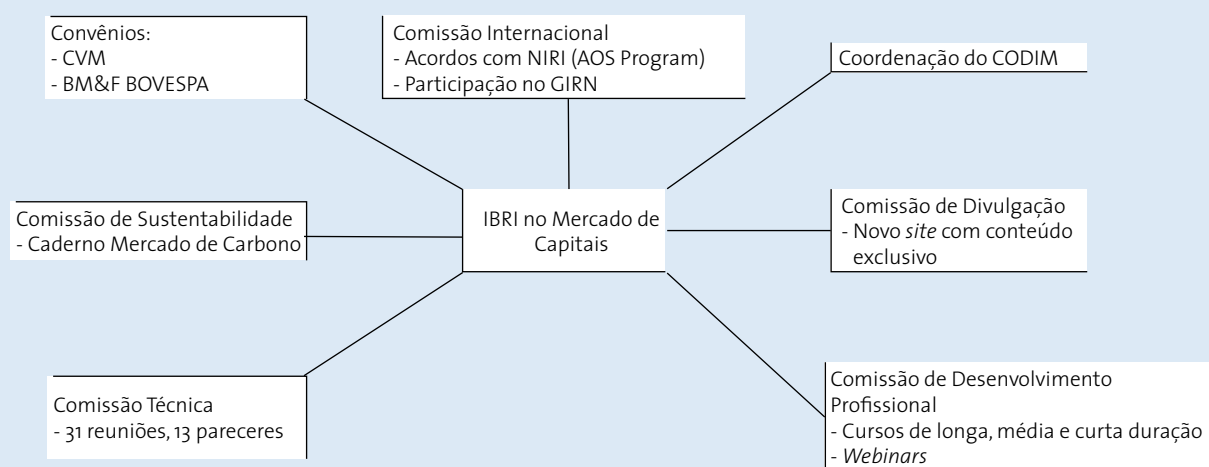 Convênios:
- CVM
- BM&F BOVESPA
Comissão Internacional
- Acordos com NIRI (AOS Program)
- Participação no GIRN
Coordenação do CODIM
Comissão de Sustentabilidade
- Caderno Mercado de Carbono
IBRI no Mercado de
Capitais
Comissão de Divulgação
- Novo site com conteúdo
exclusivo
Comissão Técnica
- 31 reuniões, 13 pareceres
Comissão de Desenvolvimento
Profissional
- Cursos de longa, média e curta duração
- Webinars